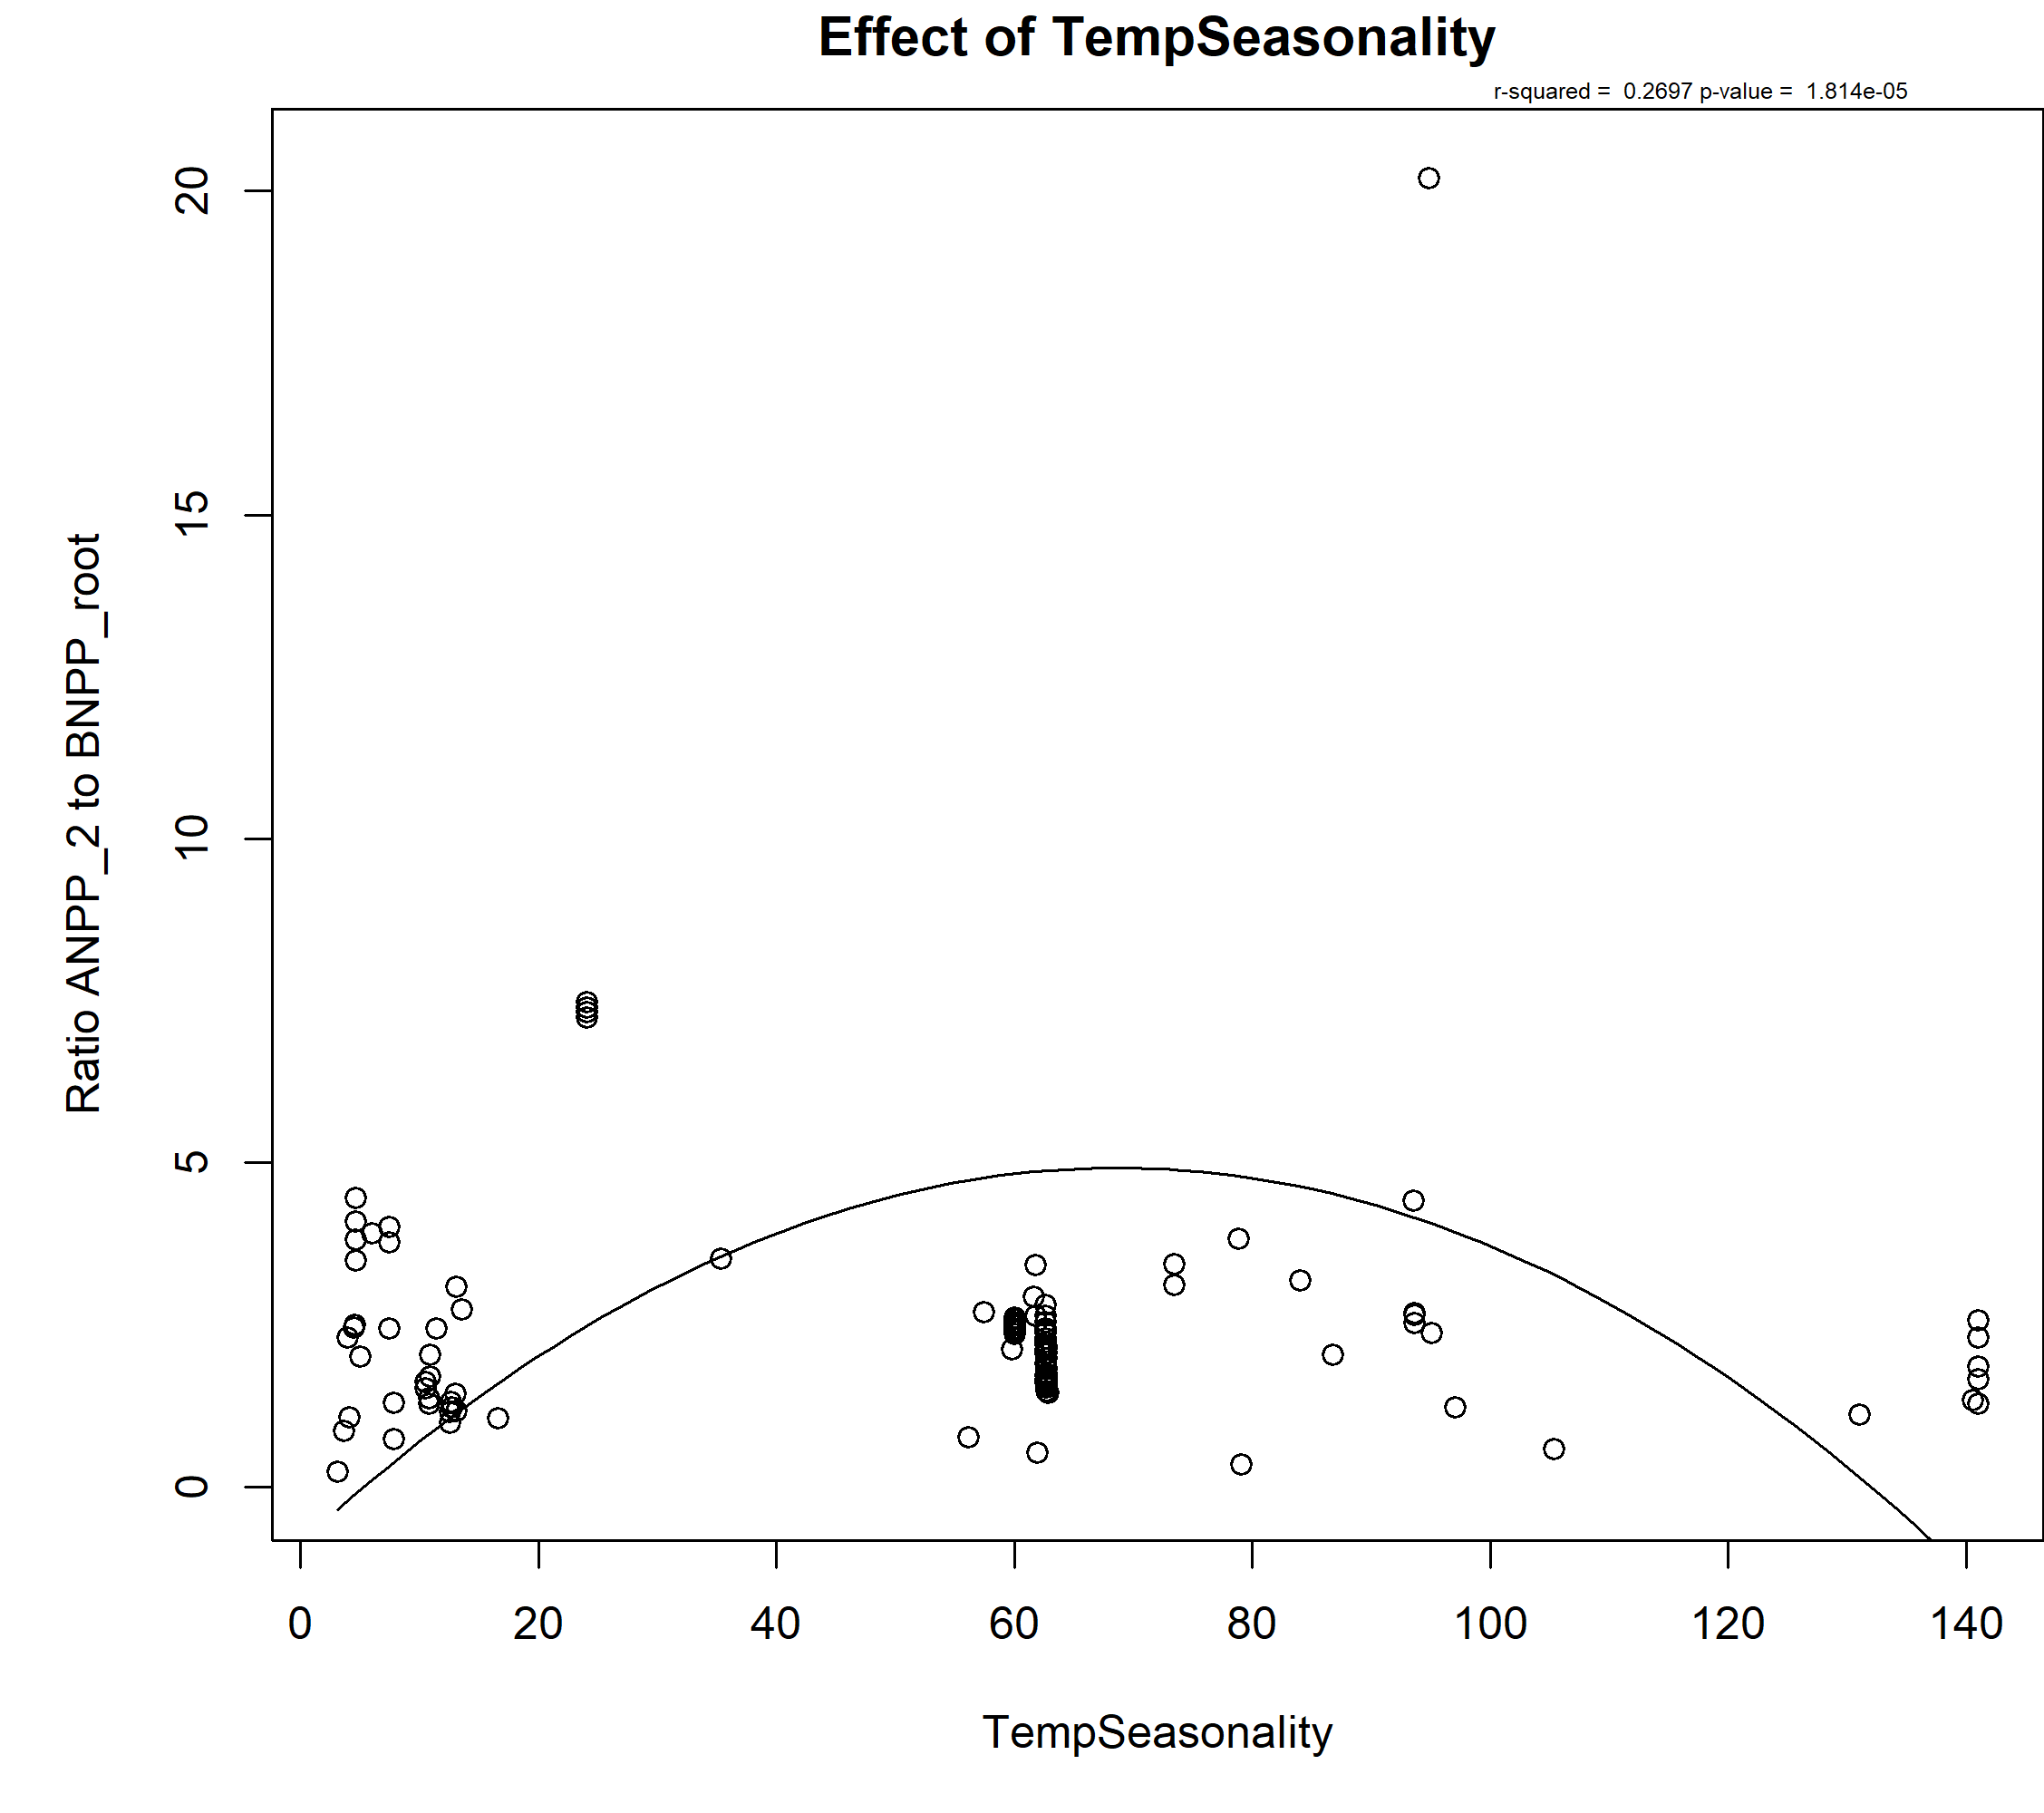 Effect of TempSeasonality
r-squared =  0.2697 p-value =  1.814e-05
Ratio ANPP_2 to BNPP_root
20
15
10
5
0
0 20 40 60 80 100 120 140
TempSeasonality